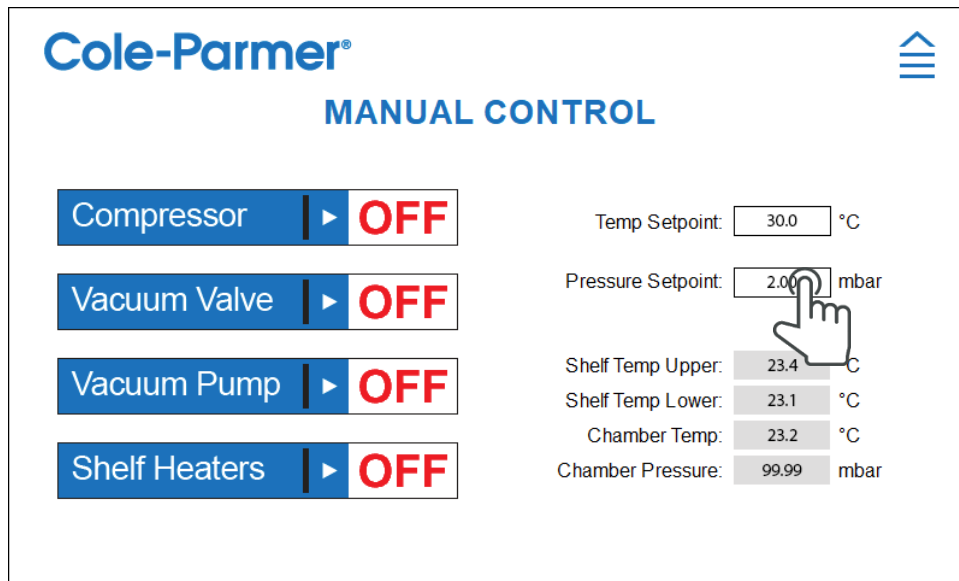 Cole-Parmer®
MANUAL CONTROL
Compressor OFF
Vacuum Valve OFF
Vacuum Pump OFF
Shelf Heaters OFF
Temp Setpoint: 30.0 °C
Pressure Setpoint: 2.00 mbar
Shelf Temp Upper: 23.4 °C
Shelf Temp Lower: 23.1 °C
Chamber Temp: 23.2 °C
Chamber Pressure: 99.99 mbar